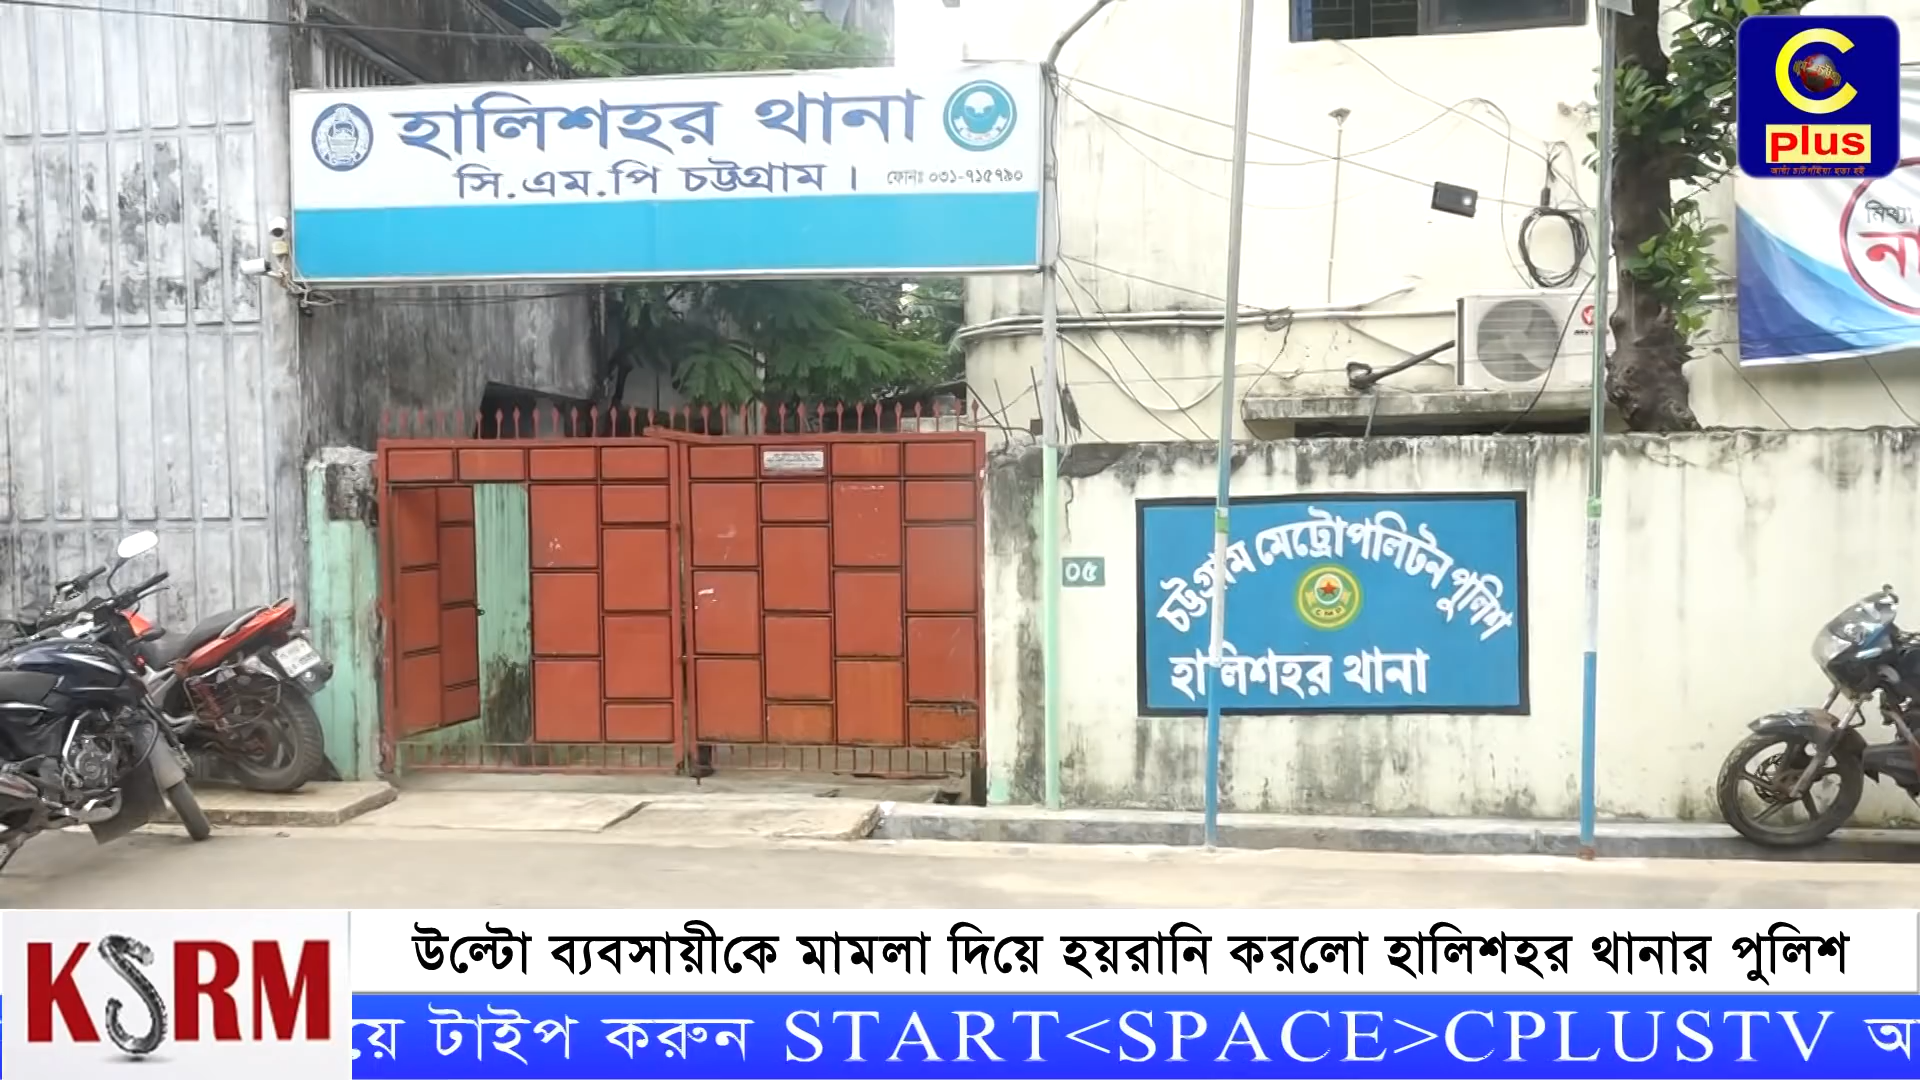 হালিশহর থানা
সি.এম.পি চট্টগ্রাম ।
ফোনঃ ০৩১-৭১৫৭৯০
C
Plus
মিথ্যা
০৫
চট্টগ্রাম মেট্রোপলিটন পুলিশ
C M P
হালিশহর থানা
KSRM
উল্টো ব্যবসায়ীকে মামলা দিয়ে হয়রানি করলো হালিশহর থানার পুলিশ
য়ে টাইপ করুন START<SPACE>CPLUSTV অ